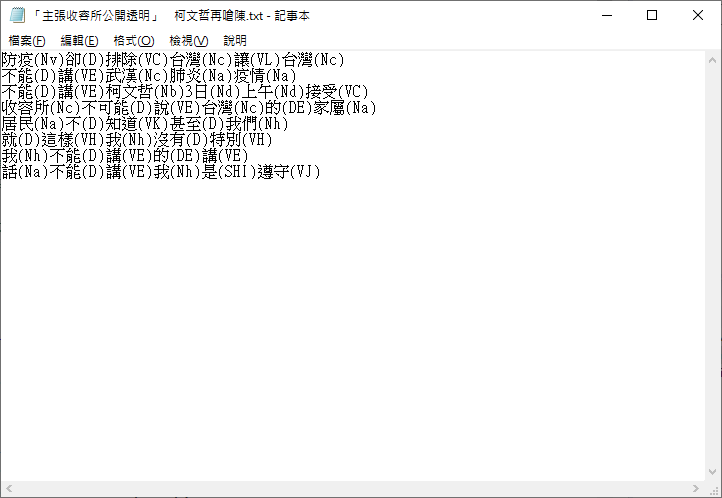 「主張收容所公開透明」 柯文哲再嗆陳.txt - 記事本
檔案(F) 編輯(E) 格式(O) 檢視(V) 說明
防疫(Nv)卻(D)排除(VC)台灣(Nc)讓(VL)台灣(Nc)
不能(D)講(VE)武漢(Nc)肺炎(Na)疫情(Na)
不能(D)講(VE)柯文哲(Nb)3日(Nd)上午(Nd)接受(VC)
收容所(Nc)不可能(D)說(VE)台灣(Nc)的(DE)家屬(Na)
居民(Na)不(D)知道(VK)甚至(D)我們(Nh)
就(D)這樣(VH)我(Nh)沒有(D)特別(VH)
我(Nh)不能(D)講(VE)的(DE)講(VE)
話(Na)不能(D)講(VE)我(Nh)是(SHI)遵守(VJ)